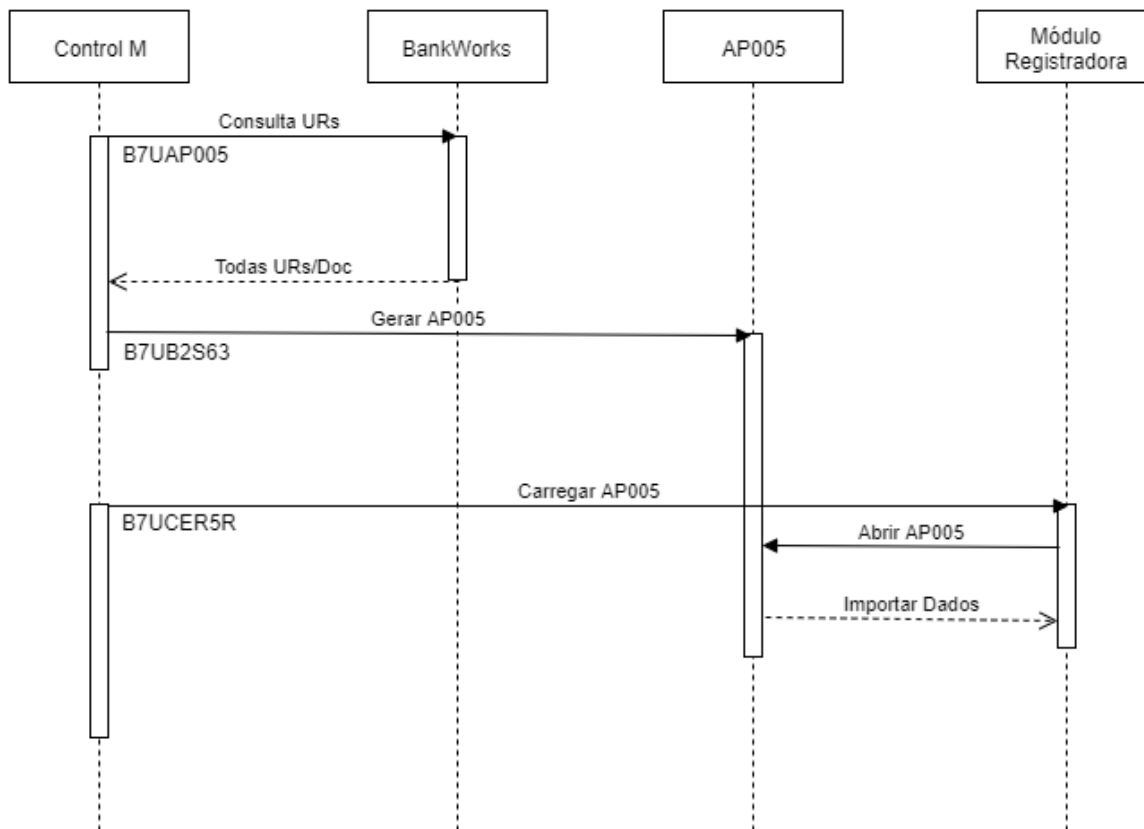 Control M
BankWorks
AP005
Módulo
Registradora
Consulta URs
B7UAP005
Todas URs/Doc
Gerar AP005
B7UB2S63
Carregar AP005
B7UCER5R
Abrir AP005
Importar Dados